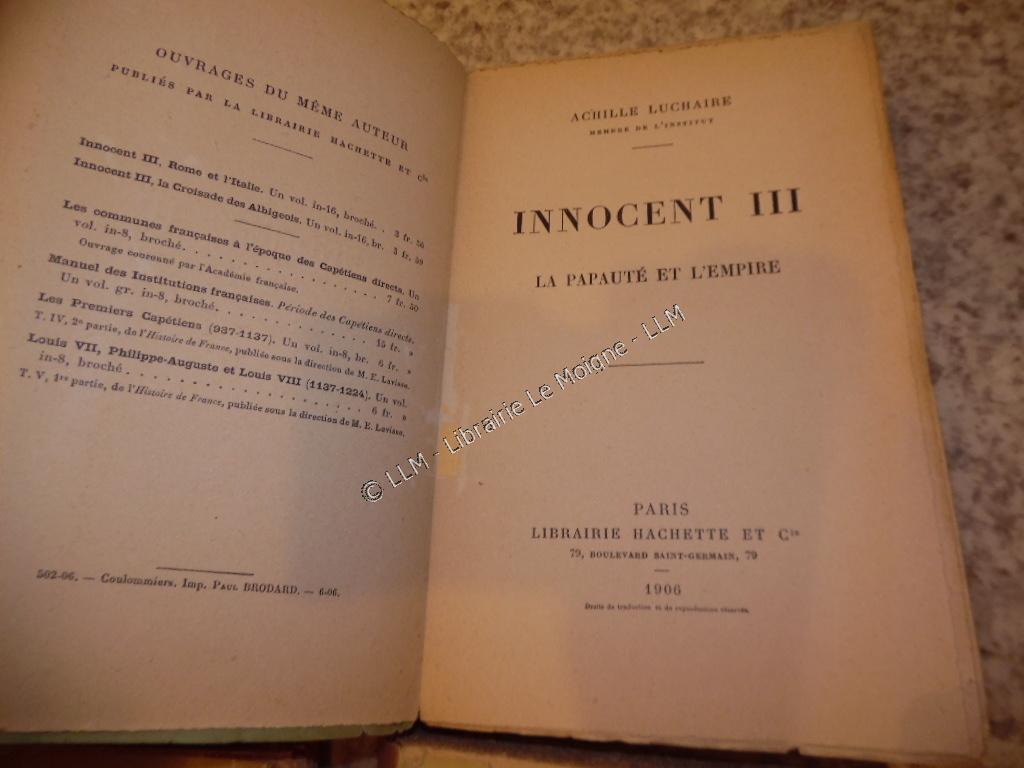 OUVRAGES DU MÊME AUTEUR
PUBLIÉS PAR LA LIBRAIRIE HACHETTE ET Cie
Innocent III, Rome et l'Italie. Un vol. in-16, broché. . 3 fr. 50
Innocent III, la Croisade des Albigeois. Un vol. in-16, br. 3 fr. 50
Les communes françaises à l'époque des Capétiens directs. Un
vol. in-8, broché. . . . . . . . . . . . . . . 7 fr. 50
Ouvrage couronné par l'Académie française.
Manuel des Institutions françaises. Période des Capétiens directs.
Un vol. gr. in-8, broché. . . . . . . . . . . . . 15 fr. »
Les Premiers Capétiens (987-1137). Un vol. in-8, br. 6 fr. »
T. IV, 2e partie, de l'Histoire de France, publiée sous la direction de M. E. Lavisse.
Louis VII, Philippe-Auguste et Louis VIII (1137-1224). Un vol.
in-8, broché . . . . . . . . . . . . . . . . 6 fr. »
T. V, 1re partie, de l'Histoire de France, publiée sous la direction de M. E. Lavisse.
502-06. — Coulommiers. Imp. PAUL BRODARD. — 6-06.
ACHILLE LUCHAIRE
MEMBRE DE L'INSTITUT
INNOCENT III
LA PAPAUTÉ ET L'EMPIRE
PARIS
LIBRAIRIE HACHETTE ET Cie
79, BOULEVARD SAINT-GERMAIN, 79
1906
Droits de traduction et de reproduction réservés.
© LLM - Librairie Le Moigne - LLM